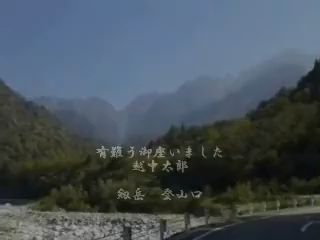 有難う御座いました
越中太郎
剱岳　登山口